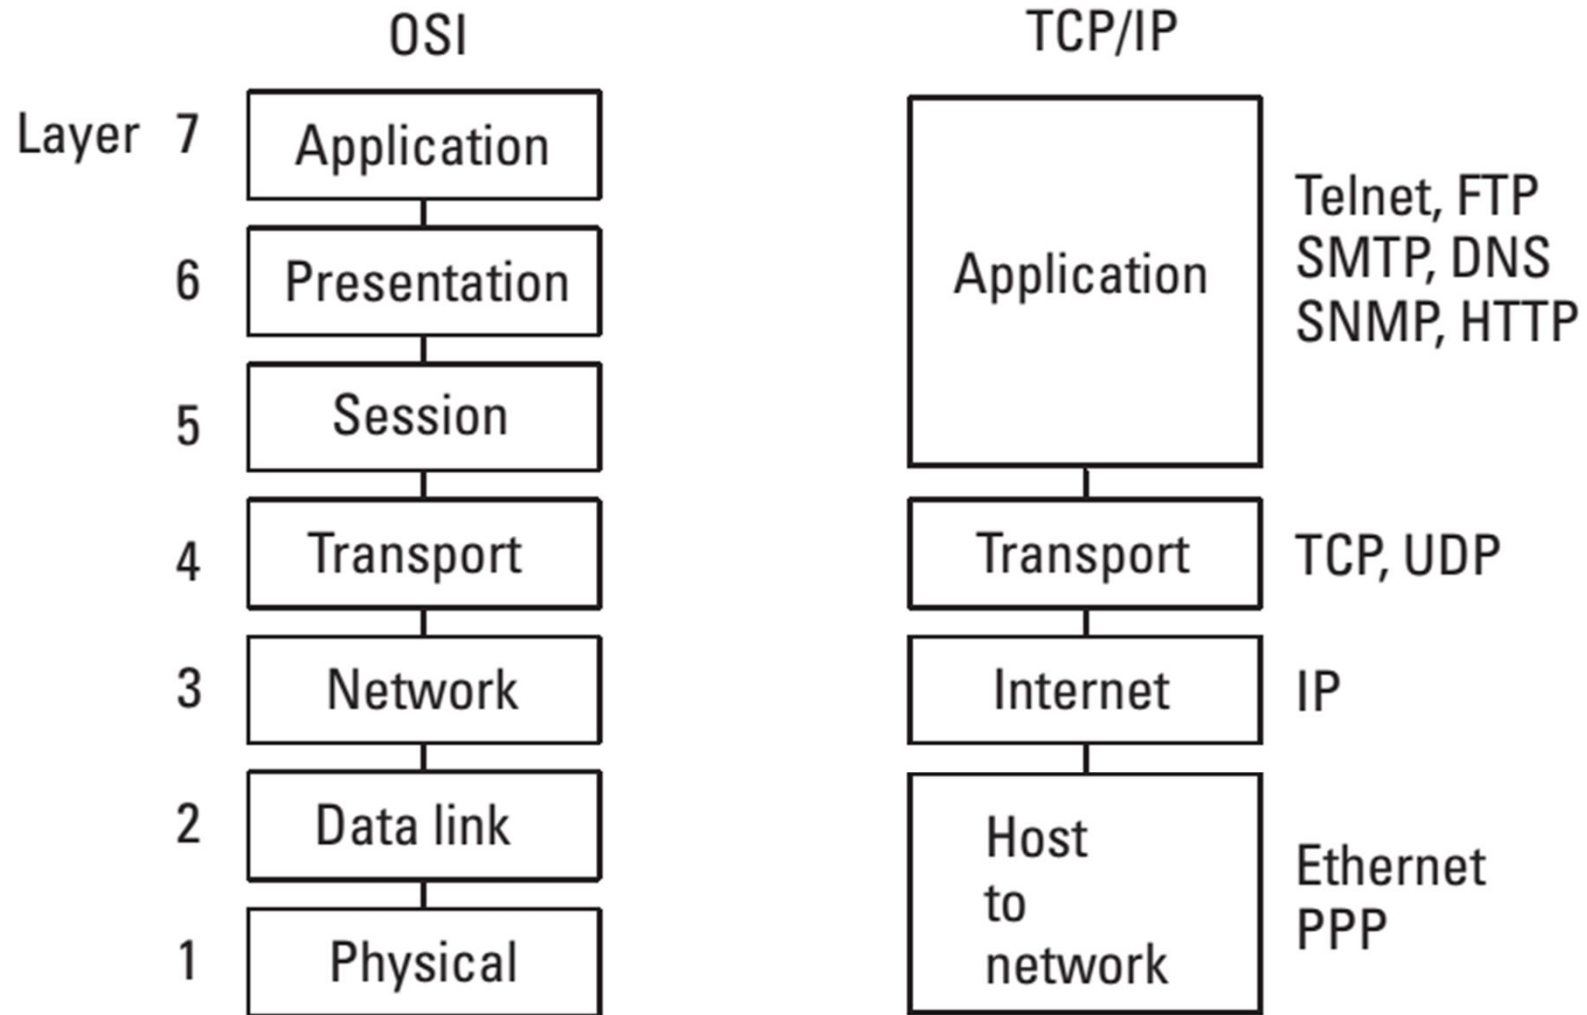 OSI
TCP/IP
Layer 7
Application
6
Presentation
5
Session
4
Transport
3
Network
2
Data link
1
Physical
Application
Telnet, FTP
SMTP, DNS
SNMP, HTTP
Transport
TCP, UDP
Internet
IP
Host
to
network
Ethernet
PPP